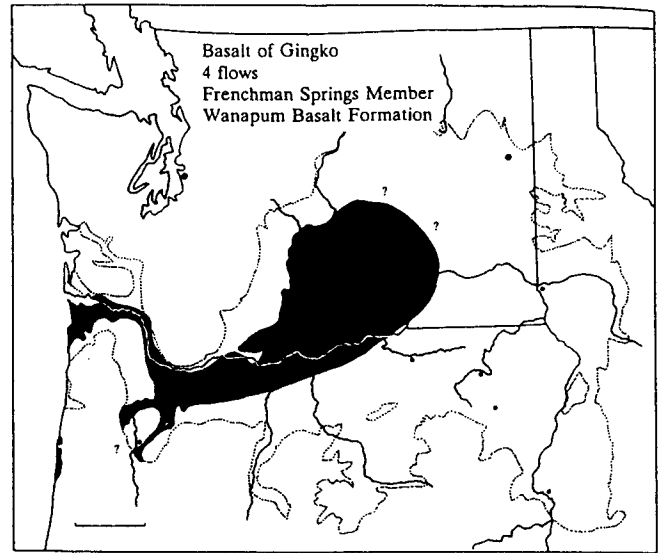 Basalt of Gingko
4 flows
Frenchman Springs Member
Wanapum Basalt Formation
?
?
?